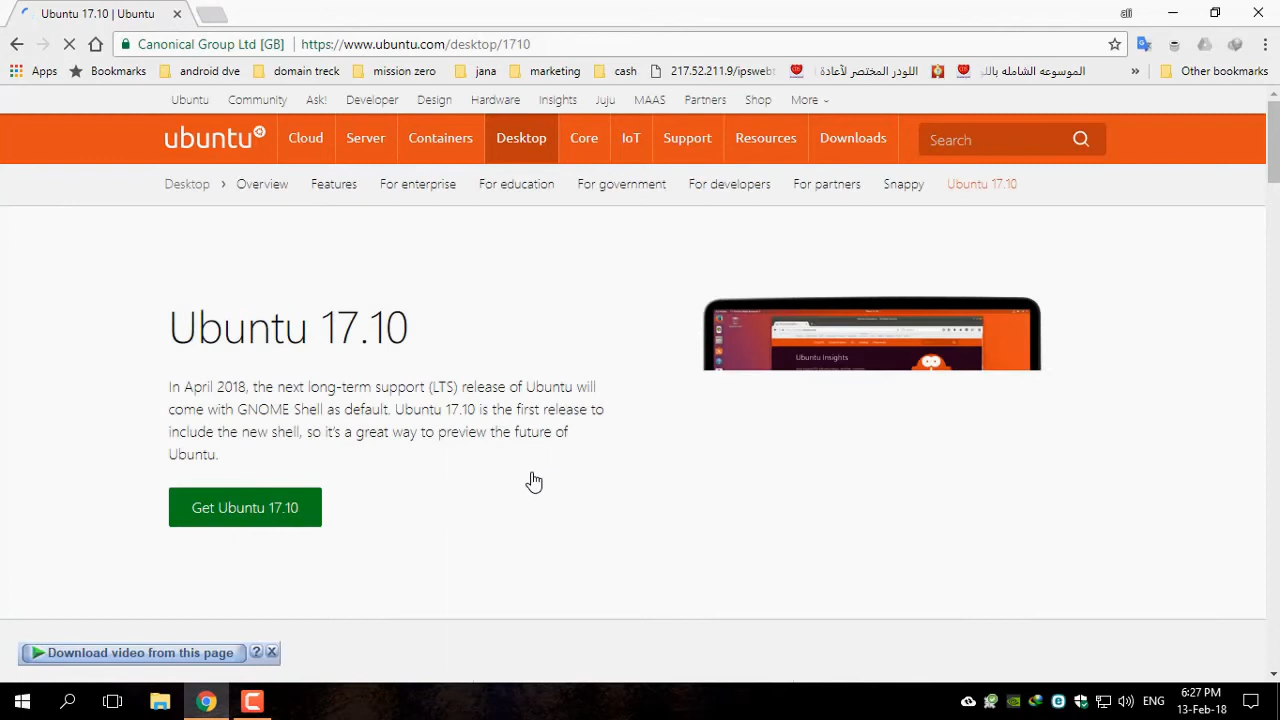 Ubuntu 17.10 | Ubuntu
all
Canonical Group Ltd [GB] | https://www.ubuntu.com/desktop/1710
Apps Bookmarks android dve domain treck mission zero jana marketing cash 217.52.211.9/ipswebt اللودر المختصر لأعادة الموسوعه الشامله باللـ » Other bookmarks
Ubuntu Community Ask! Developer Design Hardware Insights Juju MAAS Partners Shop More
ubuntu Cloud Server Containers Desktop Core IoT Support Resources Downloads Search
Desktop › Overview Features For enterprise For education For government For developers For partners Snappy Ubuntu 17.10
Ubuntu 17.10
In April 2018, the next long-term support (LTS) release of Ubuntu will
come with GNOME Shell as default. Ubuntu 17.10 is the first release to
include the new shell, so it's a great way to preview the future of
Ubuntu.
Get Ubuntu 17.10
Ubuntu Insights
Download video from this page ? X
ENG
6:27 PM
13-Feb-18